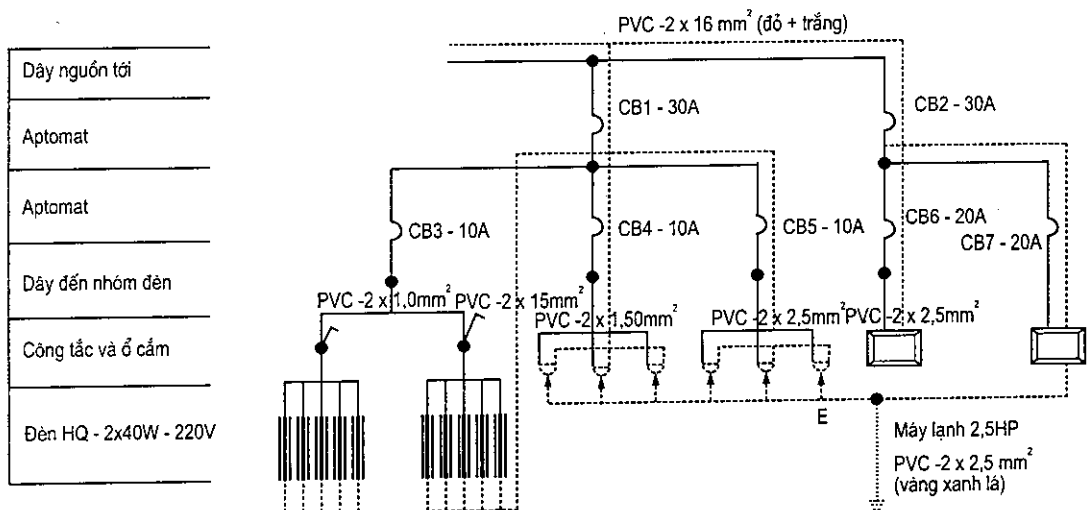 PVC -2 x 16 mm² (đỏ + trắng)
Dây nguồn tới
CB1 - 30A
CB2 - 30A
Aptomat
Aptomat
CB3 - 10A
CB4 - 10A
CB5 - 10A
CB6 - 20A
CB7 - 20A
Dây đến nhóm đèn
PVC -2 x 1,0mm²
PVC -2 x 15mm²
PVC -2 x 1,50mm²
PVC -2 x 2,5mm²
PVC -2 x 2,5mm²
Công tắc và ổ cắm
E
Đèn HQ - 2x40W - 220V
Máy lạnh 2,5HP
PVC -2 x 2,5 mm²
(vàng xanh lá)